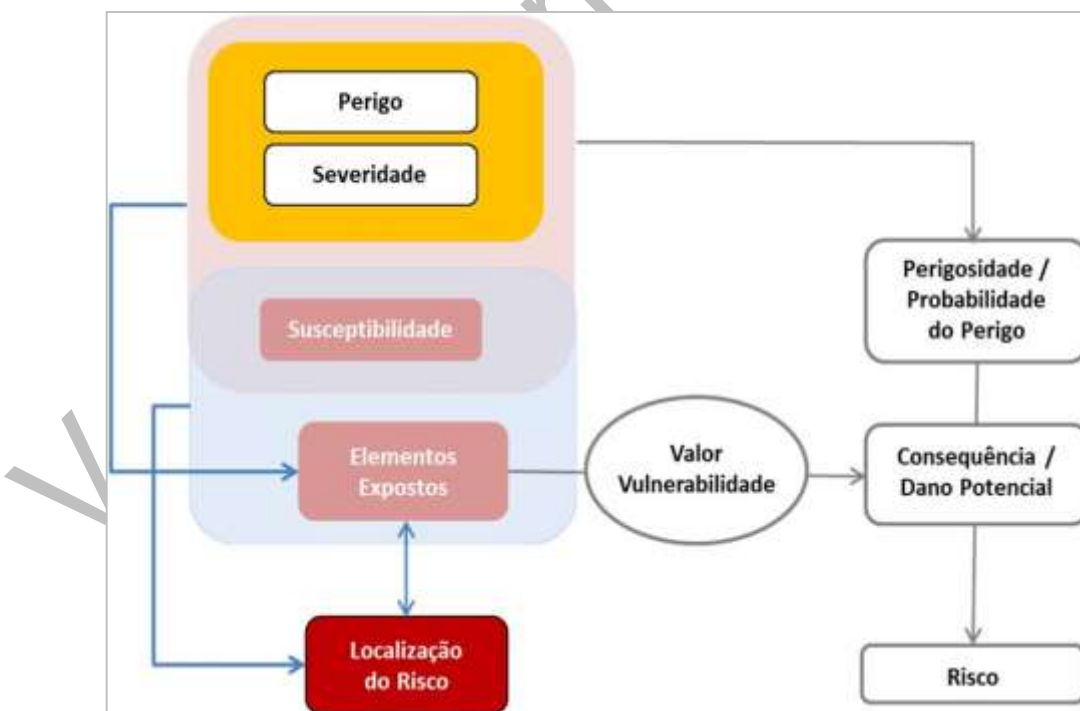 Perigo
Severidade
Susceptibilidade
Elementos
Expostos
Localização
do Risco
Valor
Vulnerabilidade
Perigosidade /
Probabilidade
do Perigo
Consequência /
Dano Potencial
Risco